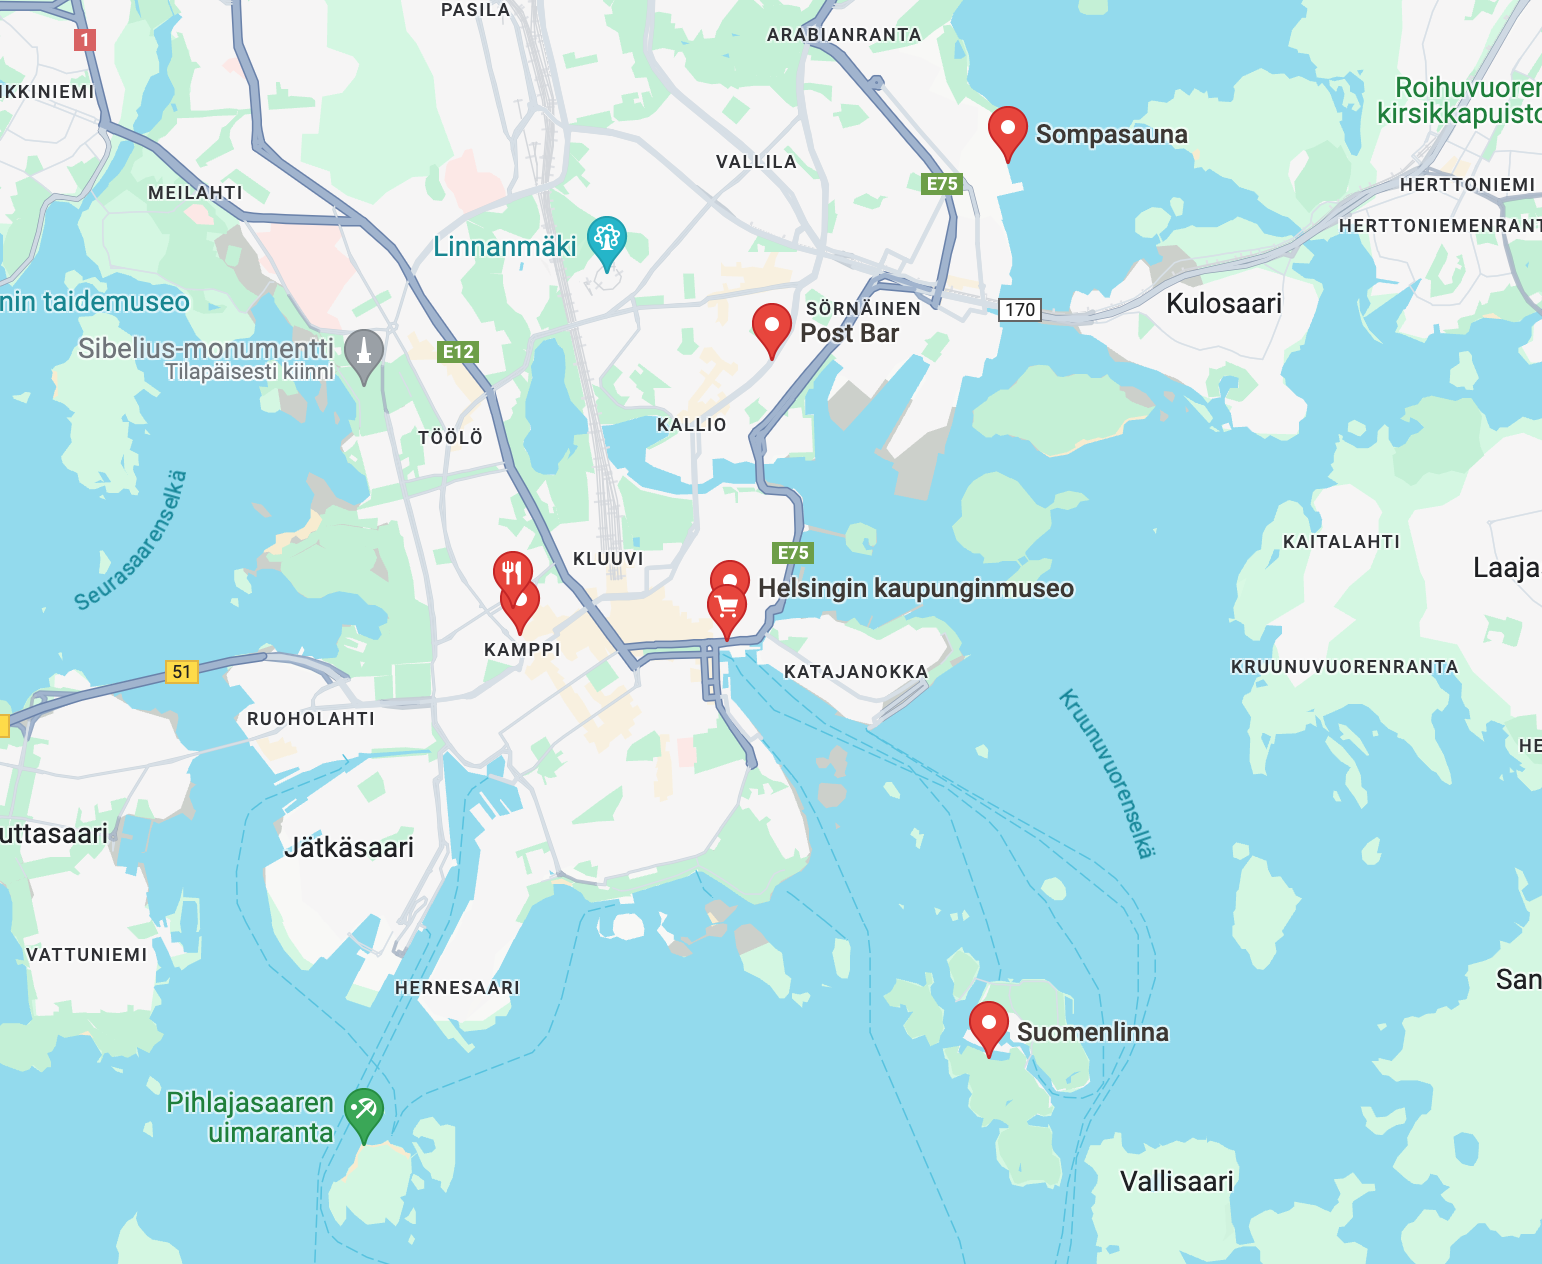 PASILA
ARABIANRANTA
1
Roihuvuoren
kirsikkapuisto
KKINIEMI
Sompasauna
VALLILA
E75
MEILAHTI
HERTTONIEMI
HERTTONIEMENRANT
Linnanmäki
nin taidemuseo
Kulosaari
SÖRNÄINEN
170
Post Bar
Sibelius-monumentti
Tilapäisesti kiinni
E12
KALLIO
TÖÖLÖ
Seurasaarenselkä
KAITALAHTI
KLUUVI
E75
Laaja
Helsingin kaupunginmuseo
KAMPPI
KATAJANOKKA
KRUUNUVUORENRANTA
51
RUOHOLAHTI
Kruunuvuorenselkä
HE
uttasaari
Jätkäsaari
VATTUNIEMI
HERNESAARI
San
Suomenlinna
Pihlajasaaren
uimaranta
Vallisaari